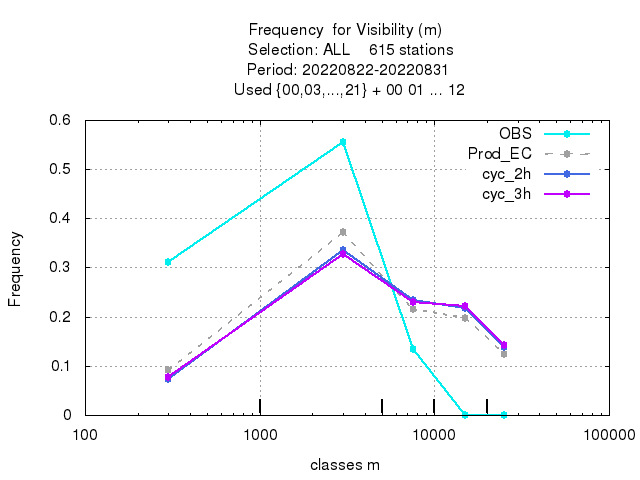 Frequency  for Visibility (m)
Selection: ALL    615 stations
Period: 20220822-20220831
Used {00,03,...,21} + 00 01 ... 12
0.6
0.5
0.4
0.3
0.2
0.1
0
Frequency
OBS
Prod_EC
cyc_2h
cyc_3h
100 1000 10000 100000
classes m